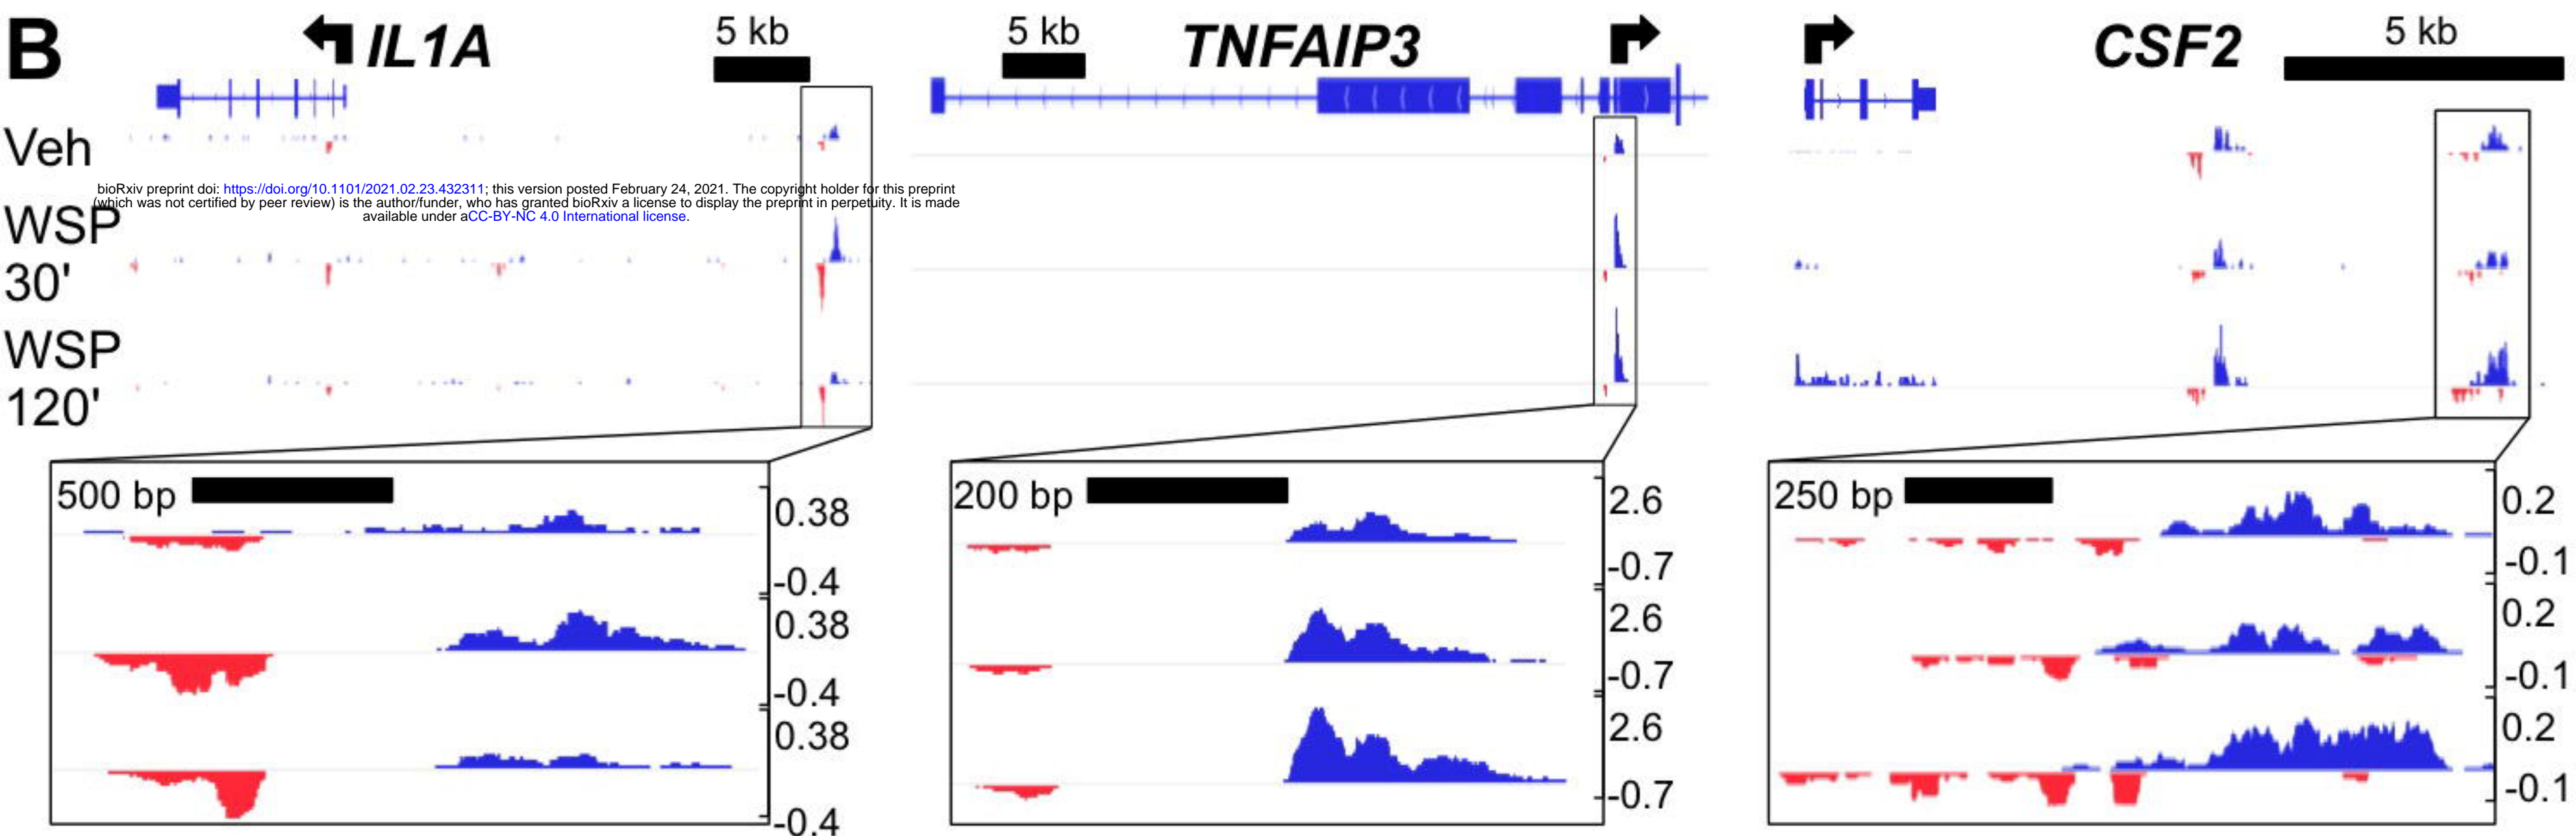 B
IL1A
5 kb
5 kb
TNFAIP3
CSF2
5 kb
Veh
bioRxiv preprint doi: https://doi.org/10.1101/2021.02.23.432311; this version posted February 24, 2021. The copyright holder for this preprint
(which was not certified by peer review) is the author/funder, who has granted bioRxiv a license to display the preprint in perpetuity. It is made
available under aCC-BY-NC 4.0 International license.
WSP
30'
WSP
120'
500 bp
0.38
-0.4
0.38
-0.4
0.38
-0.4
200 bp
2.6
-0.7
2.6
-0.7
2.6
-0.7
250 bp
0.2
-0.1
0.2
-0.1
0.2
-0.1